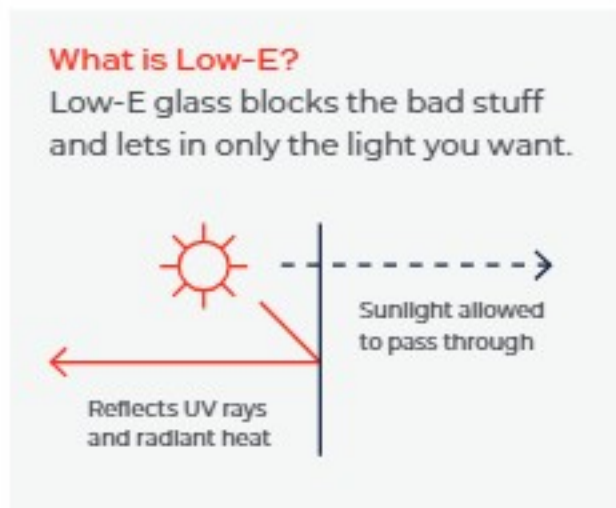 What is Low-E?
Low-E glass blocks the bad stuff
and lets in only the light you want.
Sunlight allowed
to pass through
Reflects UV rays
and radiant heat